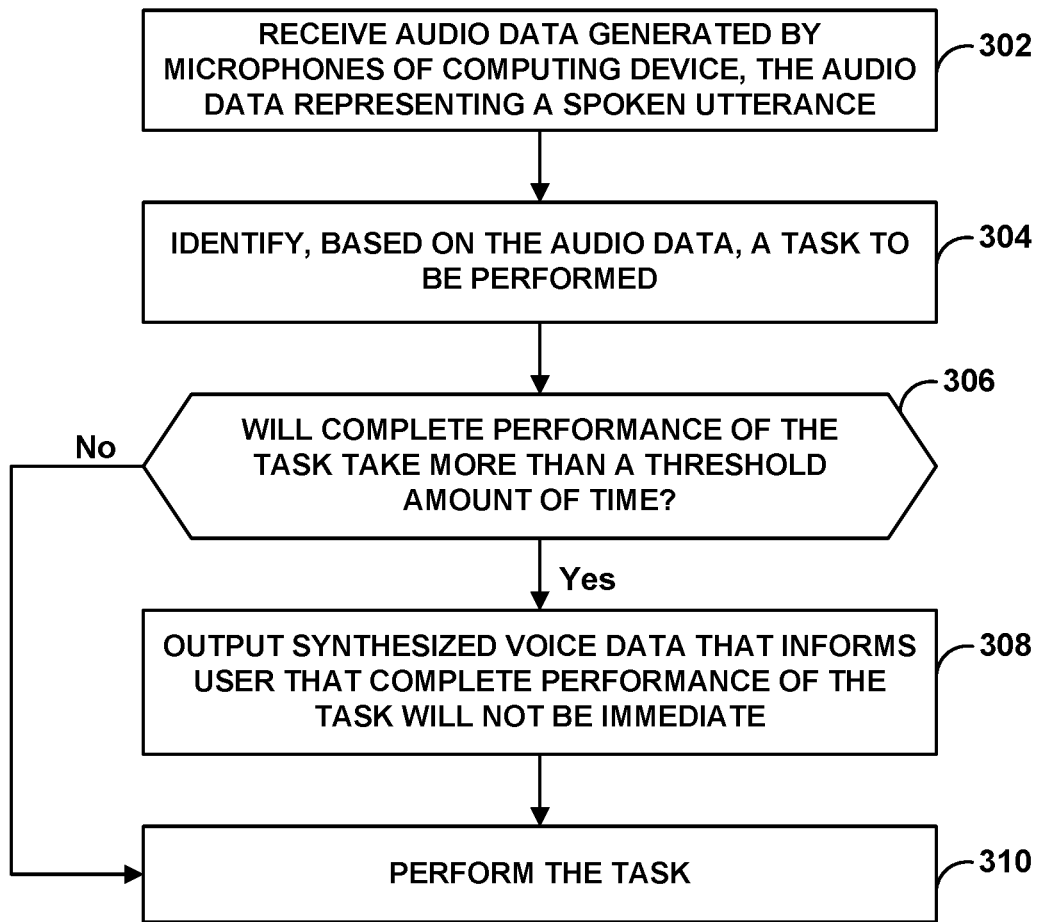 RECEIVE AUDIO DATA GENERATED BY
MICROPHONES OF COMPUTING DEVICE, THE AUDIO
DATA REPRESENTING A SPOKEN UTTERANCE
302
IDENTIFY, BASED ON THE AUDIO DATA, A TASK TO
BE PERFORMED
304
306
WILL COMPLETE PERFORMANCE OF THE
TASK TAKE MORE THAN A THRESHOLD
AMOUNT OF TIME?
No
Yes
OUTPUT SYNTHESIZED VOICE DATA THAT INFORMS
USER THAT COMPLETE PERFORMANCE OF THE
TASK WILL NOT BE IMMEDIATE
308
PERFORM THE TASK
310